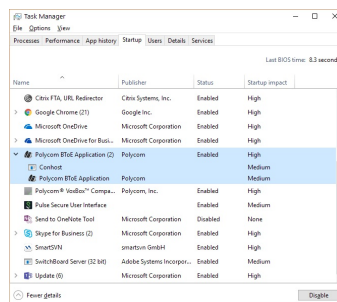 Task Manager
File Options View
Processes Performance App history Startup Users Details Services
Last BIOS time: 8.3 second
Name Publisher Status Startup impact
Citrix FTA, URL Redirector Citrix Systems, Inc. Enabled High
Google Chrome (21) Google Inc. Enabled High
Microsoft OneDrive Microsoft Corporation Enabled High
Microsoft OneDrive for Busi... Microsoft Corporation Enabled High
Polycom BToE Application (2) Polycom Enabled High
Conhost Medium
Polycom BToE Application Polycom Medium
Polycom® VoxBox™ Compa... Polycom, Inc. Enabled High
Pulse Secure User Interface Enabled Medium
Send to OneNote Tool Microsoft Corporation Disabled None
Skype for Business (2) Microsoft Corporation Enabled High
SmartSVN smartsvn GmbH Enabled High
SwitchBoard Server (32 bit) Adobe Systems Incorpor... Enabled Medium
Update (6) Microsoft Corporation Enabled High
Fewer details Disable